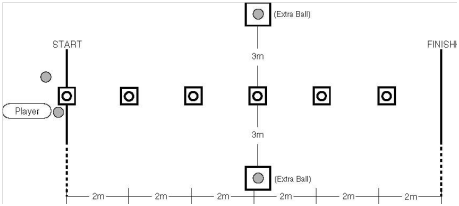 (Extra Ball)
START
FINISH
3m
Player
3m
(Extra Ball)
2m 2m 2m 2m 2m 2m